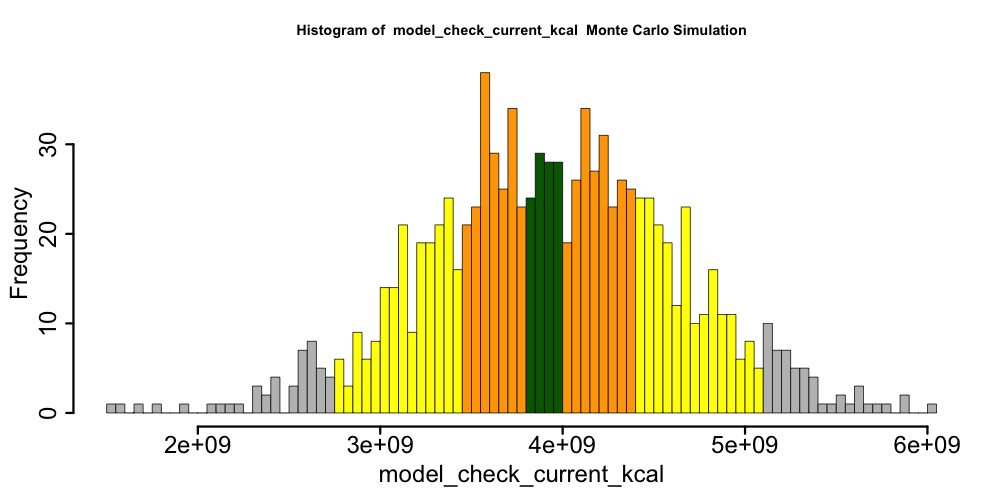 Histogram of  model_check_current_kcal  Monte Carlo Simulation
30
20
10
0
Frequency
2e+09 3e+09 4e+09 5e+09 6e+09
model_check_current_kcal